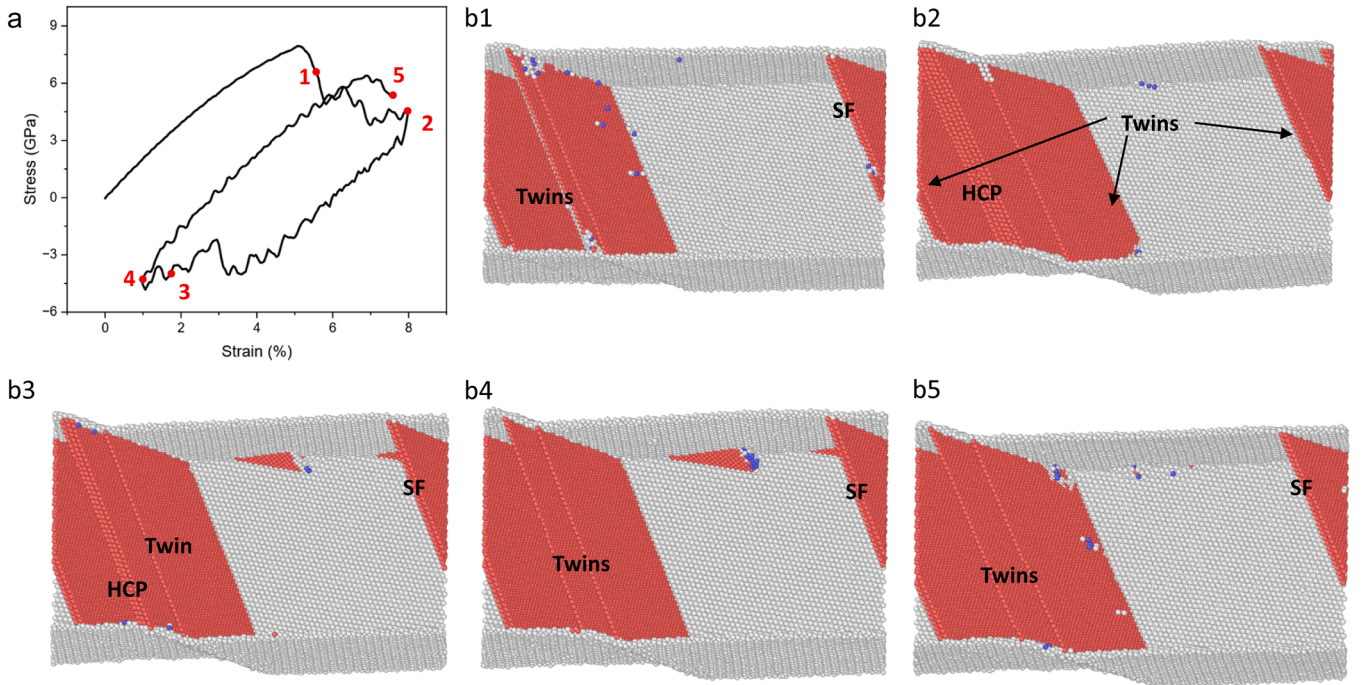 a
9
6
3
0
−3
−6
Stress (GPa)
0
2
4
6
8
Strain (%)
1
5
2
4
3
b1
SF
Twins
b2
Twins
HCP
b3
SF
Twin
HCP
b4
SF
Twins
b5
SF
Twins